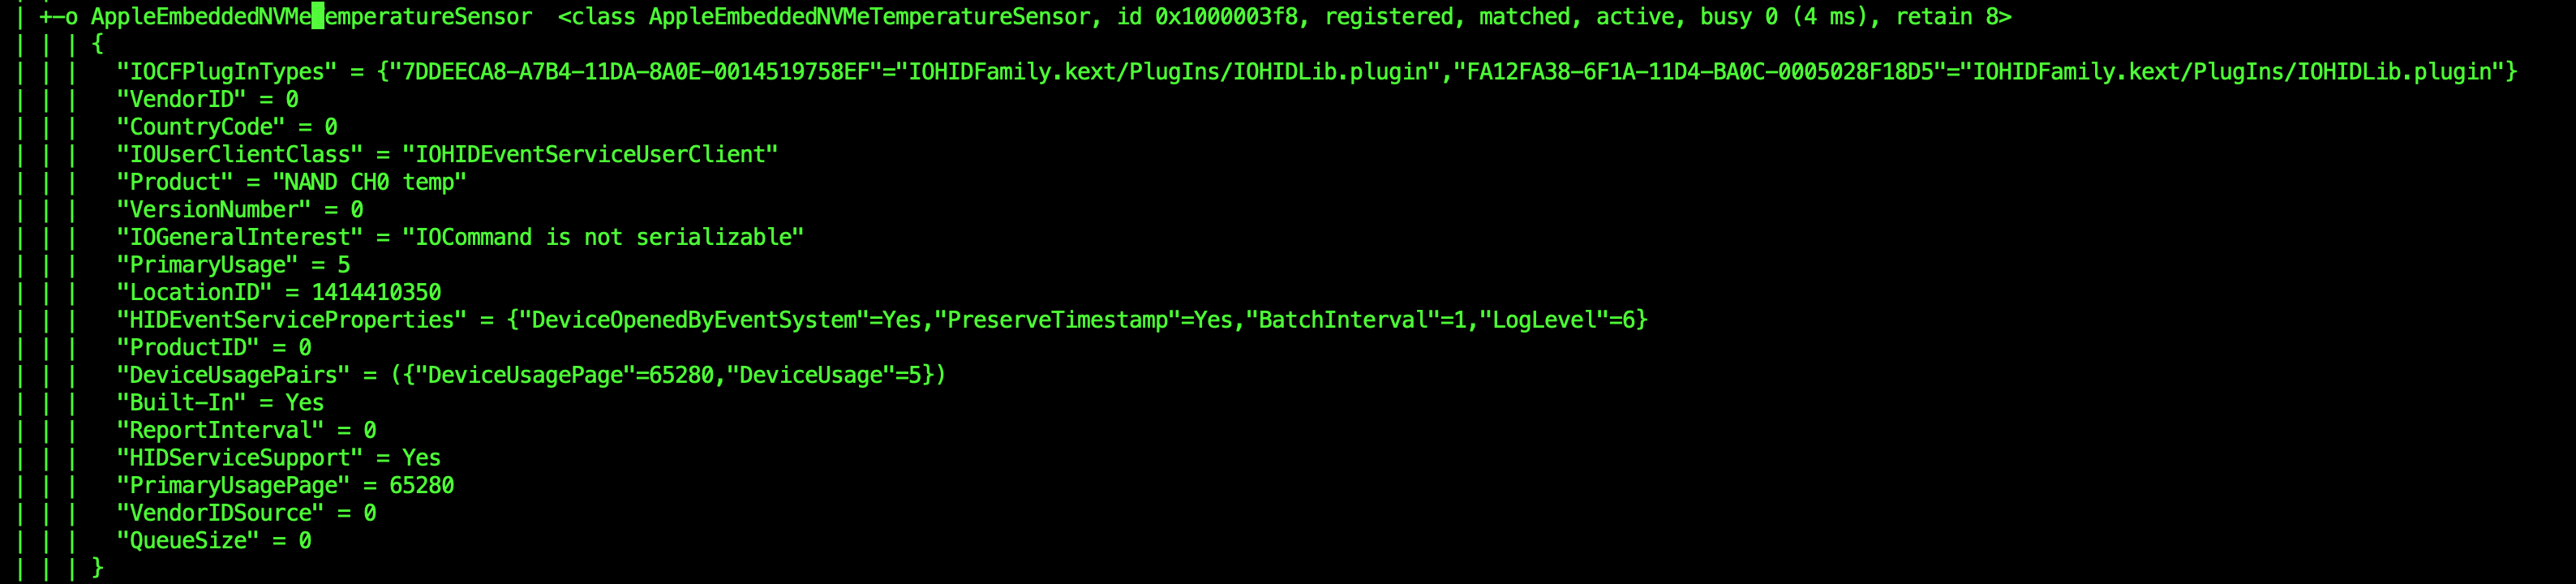 | +-o AppleEmbeddedNVMeTemperatureSensor  <class AppleEmbeddedNVMeTemperatureSensor, id 0x1000003f8, registered, matched, active, busy 0 (4 ms), retain 8>
| | | {
| | |   "IOCFPlugInTypes" = {"7DDEECA8-A7B4-11DA-8A0E-0014519758EF"="IOHIDFamily.kext/PlugIns/IOHIDLib.plugin","FA12FA38-6F1A-11D4-BA0C-0005028F18D5"="IOHIDFamily.kext/PlugIns/IOHIDLib.plugin"}
| | |   "VendorID" = 0
| | |   "CountryCode" = 0
| | |   "IOUserClientClass" = "IOHIDEventServiceUserClient"
| | |   "Product" = "NAND CH0 temp"
| | |   "VersionNumber" = 0
| | |   "IOGeneralInterest" = "IOCommand is not serializable"
| | |   "PrimaryUsage" = 5
| | |   "LocationID" = 1414410350
| | |   "HIDEventServiceProperties" = {"DeviceOpenedByEventSystem"=Yes,"PreserveTimestamp"=Yes,"BatchInterval"=1,"LogLevel"=6}
| | |   "ProductID" = 0
| | |   "DeviceUsagePairs" = ({"DeviceUsagePage"=65280,"DeviceUsage"=5})
| | |   "Built-In" = Yes
| | |   "ReportInterval" = 0
| | |   "HIDServiceSupport" = Yes
| | |   "PrimaryUsagePage" = 65280
| | |   "VendorIDSource" = 0
| | |   "QueueSize" = 0
| | | }